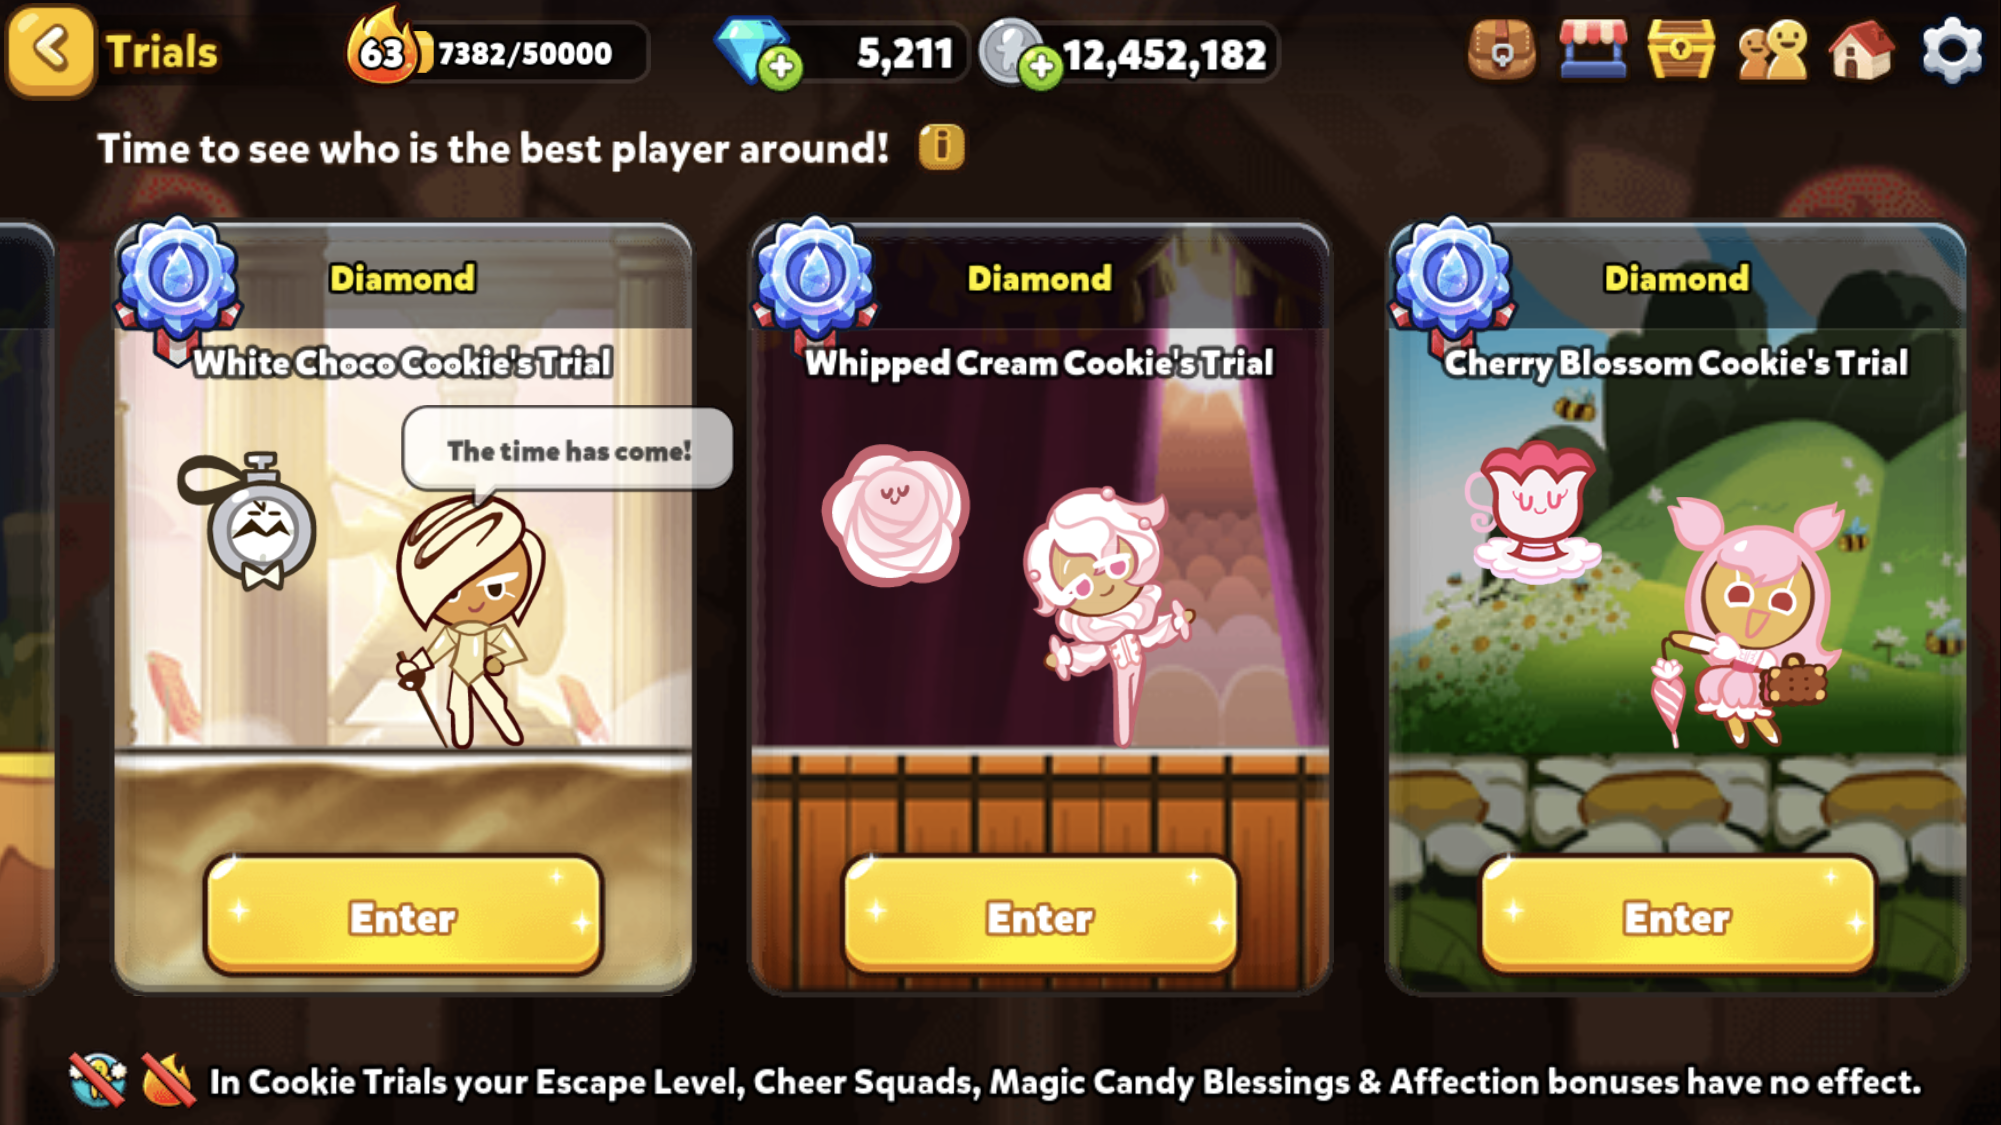 Trials
63
7382/50000
5,211
12,452,182
Time to see who is the best player around!
i
Diamond
White Choco Cookie's Trial
The time has come!
Enter
Diamond
Whipped Cream Cookie's Trial
Enter
Diamond
Cherry Blossom Cookie's Trial
Enter
In Cookie Trials your Escape Level, Cheer Squads, Magic Candy Blessings & Affection bonuses have no effect.